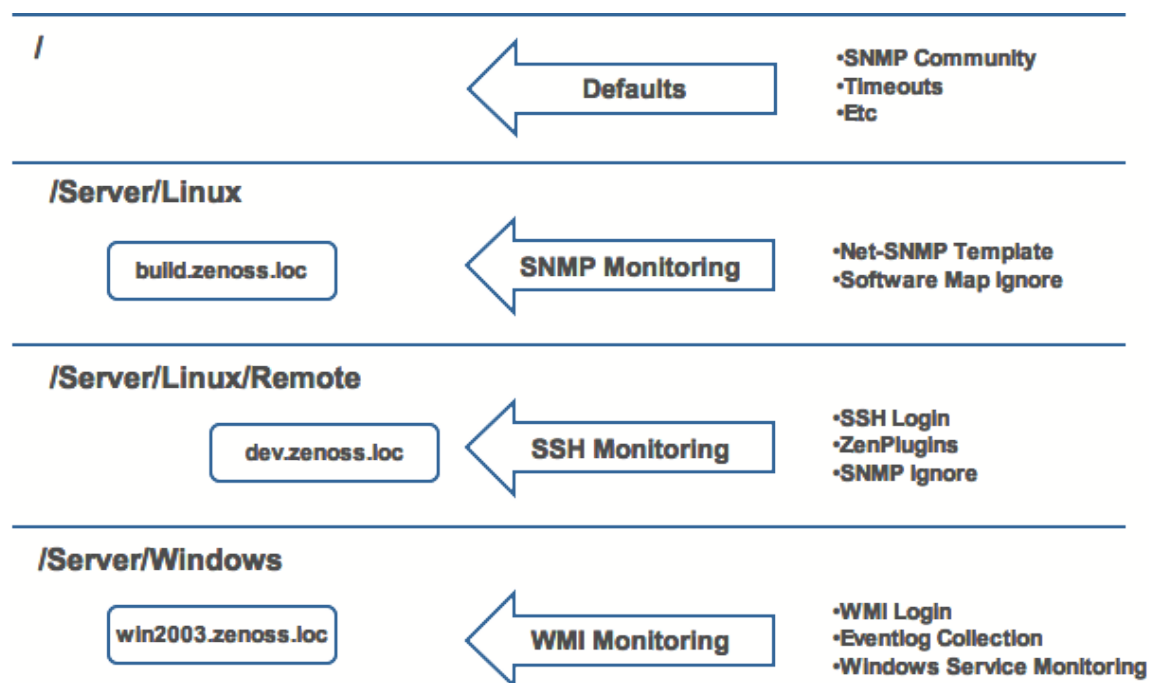 /
Defaults
•SNMP Community
•Timeouts
•Etc
/Server/Linux
build.zenoss.loc
SNMP Monitoring
•Net-SNMP Template
•Software Map Ignore
/Server/Linux/Remote
dev.zenoss.loc
SSH Monitoring
•SSH Login
•ZenPlugins
•SNMP Ignore
/Server/Windows
win2003.zenoss.loc
WMI Monitoring
•WMI Login
•Eventlog Collection
•Windows Service Monitoring